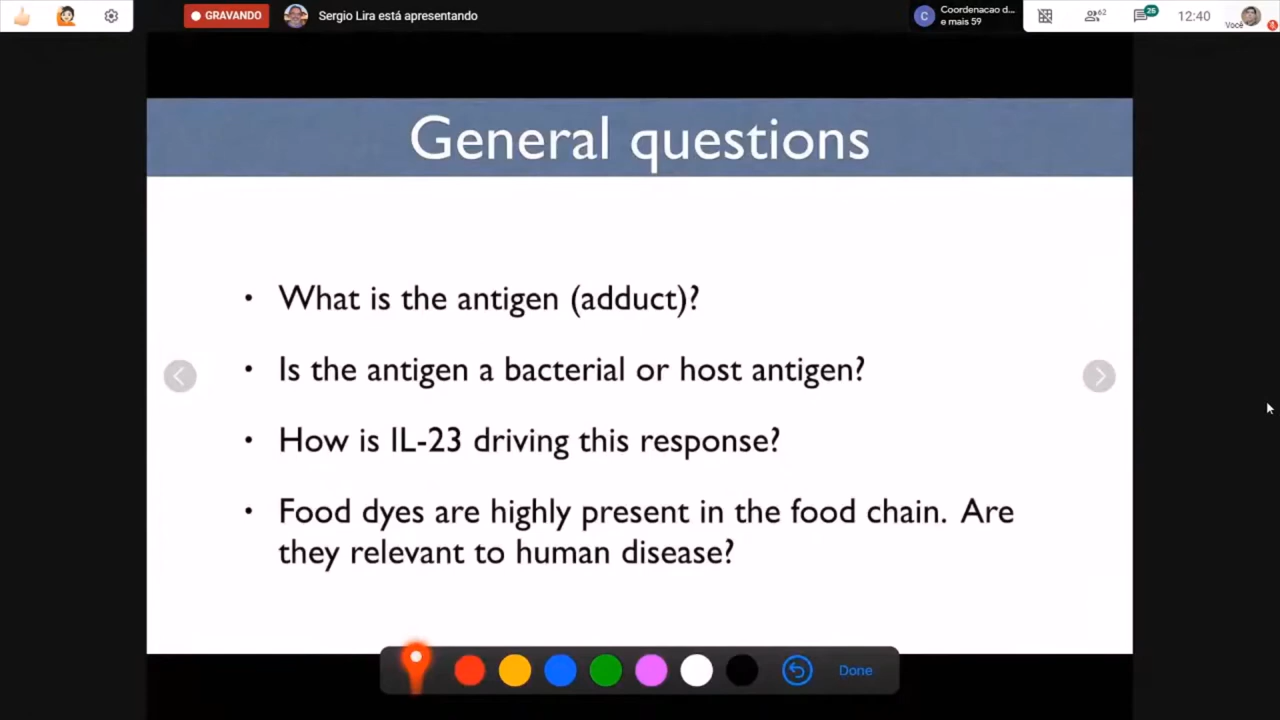 GRAVANDO
Sergio Lira está apresentando
C
Coordenacao d...
e mais 59
62
26
12:40
Você
General questions
• What is the antigen (adduct)?
• Is the antigen a bacterial or host antigen?
• How is IL-23 driving this response?
• Food dyes are highly present in the food chain. Are
they relevant to human disease?
Done